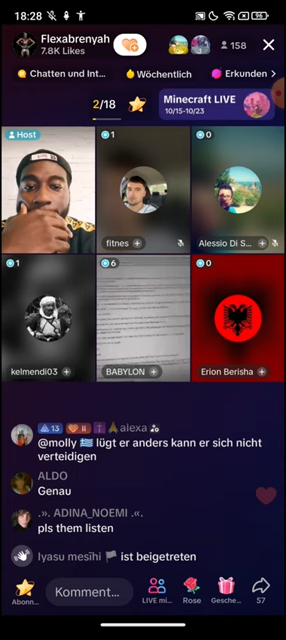 18:28
96
Flexabrenyah
7.8K Likes
158
Chatten und Int...
Wöchentlich
Erkunden >
2/18
Minecraft LIVE
10/15-10/23
Host
1
fitnes
0
Alessio Di S...
1
kelmendi03
6
BABYLON
0
Erion Berisha
13 ii alexa
@molly 🇬🇷 lügt er anders kann er sich nicht
verteidigen
ALDO
Genau
.». ADINA_NOEMI .«.
pls them listen
Iyasu mesīhi ist beigetreten
Komment...
Abonn...
LIVE mi...
Rose
Gesche...
57